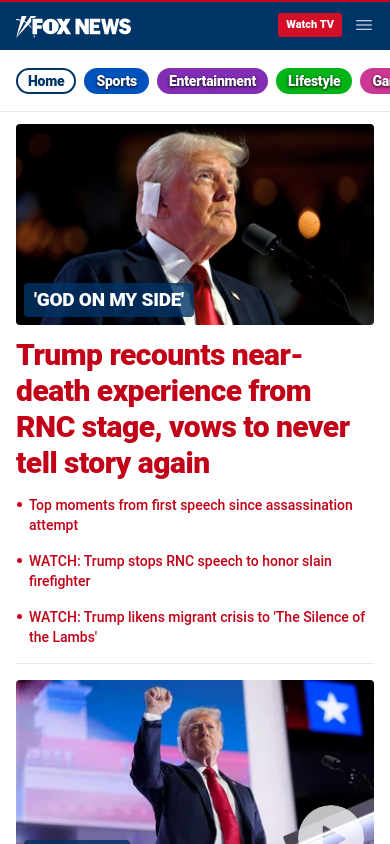 FOX NEWS
Watch TV
Home
Sports
Entertainment
Lifestyle
'GOD ON MY SIDE'
Trump recounts near-
death experience from
RNC stage, vows to never
tell story again
Top moments from first speech since assassination
attempt
WATCH: Trump stops RNC speech to honor slain
firefighter
WATCH: Trump likens migrant crisis to 'The Silence of
the Lambs'